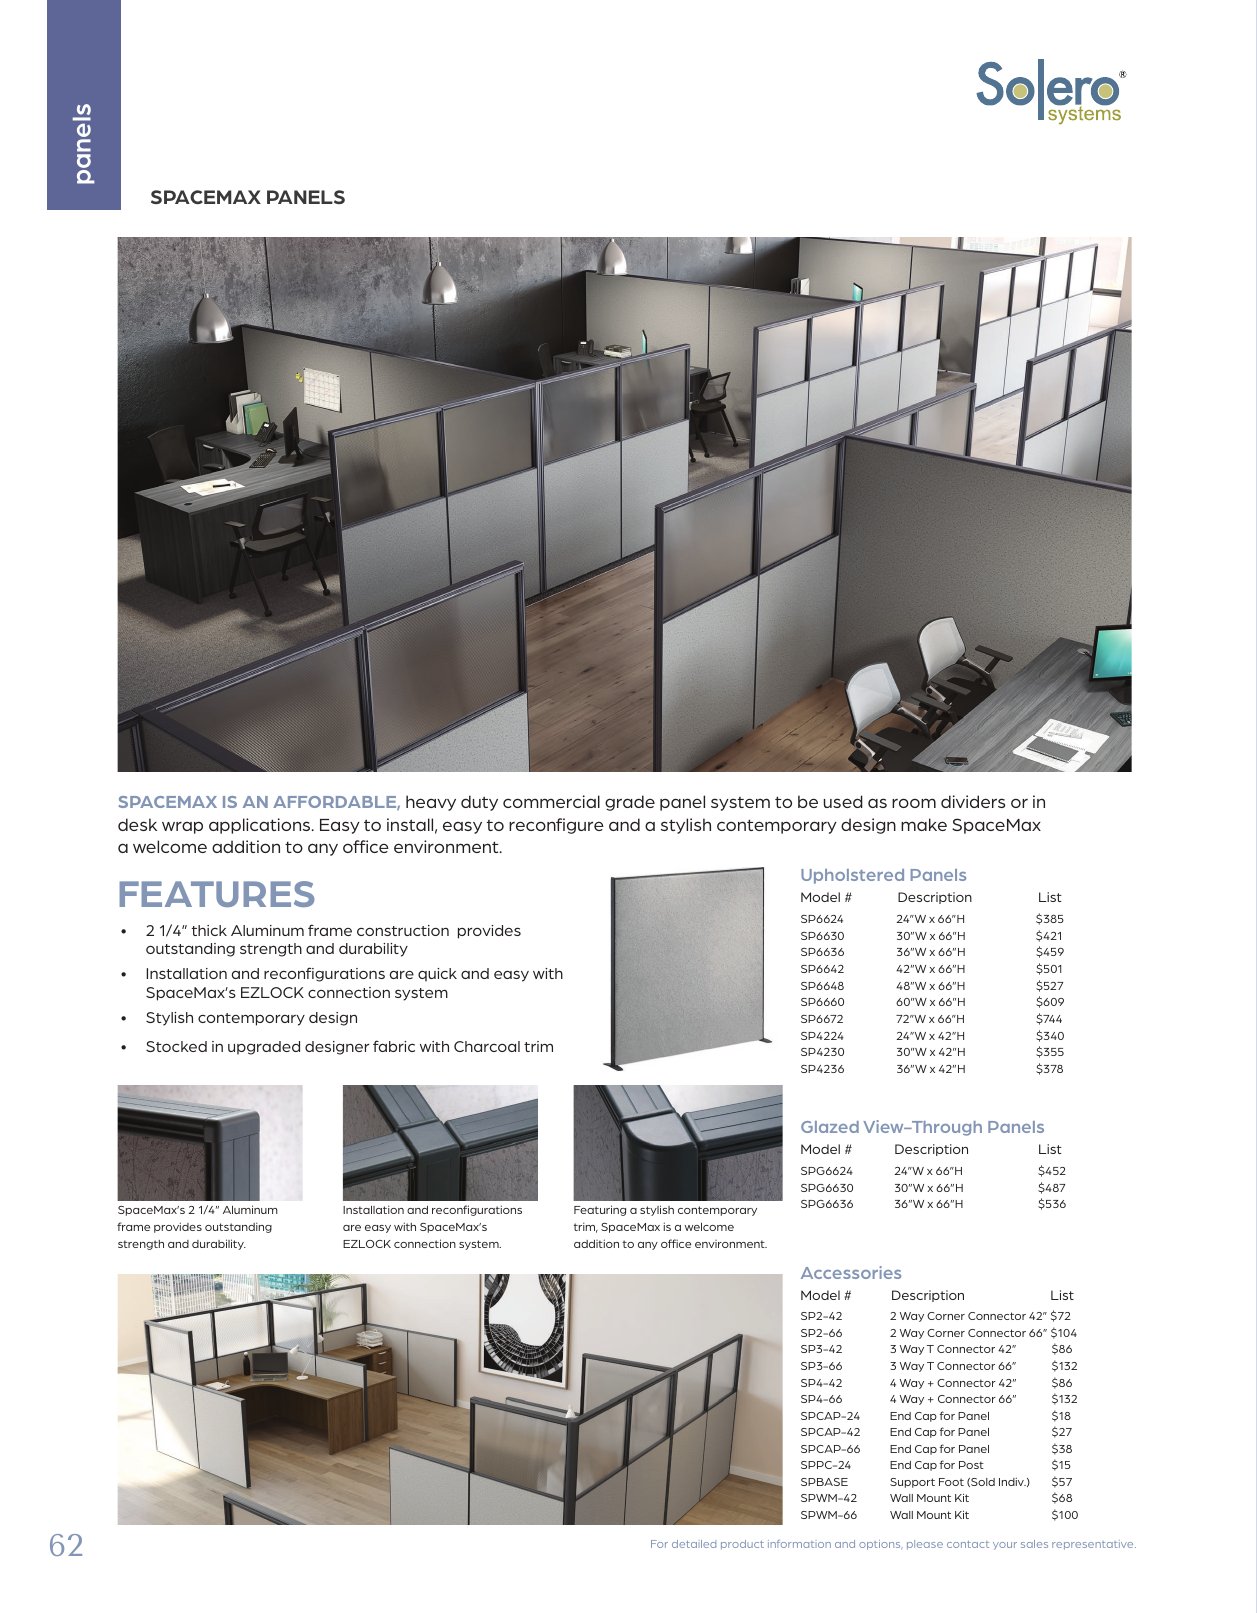 panels
Solero®
systems
SPACEMAX PANELS
SPACEMAX IS AN AFFORDABLE, heavy duty commercial grade panel system to be used as room dividers or in
desk wrap applications. Easy to install, easy to reconfigure and a stylish contemporary design make SpaceMax
a welcome addition to any office environment.
FEATURES
• 2 1/4” thick Aluminum frame construction provides
outstanding strength and durability
• Installation and reconfigurations are quick and easy with
SpaceMax’s EZLOCK connection system
• Stylish contemporary design
• Stocked in upgraded designer fabric with Charcoal trim
SpaceMax’s 2 1/4” Aluminum
frame provides outstanding
strength and durability.
Installation and reconfigurations
are easy with SpaceMax’s
EZLOCK connection system.
Featuring a stylish contemporary
trim, SpaceMax is a welcome
addition to any office environment.
Upholstered Panels
Model # Description List
SP6624 24”W x 66”H $385
SP6630 30”W x 66”H $421
SP6636 36”W x 66”H $459
SP6642 42”W x 66”H $501
SP6648 48”W x 66”H $527
SP6660 60”W x 66”H $609
SP6672 72”W x 66”H $744
SP4224 24”W x 42”H $340
SP4230 30”W x 42”H $355
SP4236 36”W x 42”H $378
Glazed View-Through Panels
Model # Description List
SPG6624 24”W x 66”H $452
SPG6630 30”W x 66”H $487
SPG6636 36”W x 66”H $536
Accessories
Model # Description List
SP2-42 2 Way Corner Connector 42” $72
SP2-66 2 Way Corner Connector 66” $104
SP3-42 3 Way T Connector 42” $86
SP3-66 3 Way T Connector 66” $132
SP4-42 4 Way + Connector 42” $86
SP4-66 4 Way + Connector 66” $132
SPCAP-24 End Cap for Panel $18
SPCAP-42 End Cap for Panel $27
SPCAP-66 End Cap for Panel $38
SPPC-24 End Cap for Post $15
SPBASE Support Foot (Sold Indiv.) $57
SPWM-42 Wall Mount Kit $68
SPWM-66 Wall Mount Kit $100
62
For detailed product information and options, please contact your sales representative.